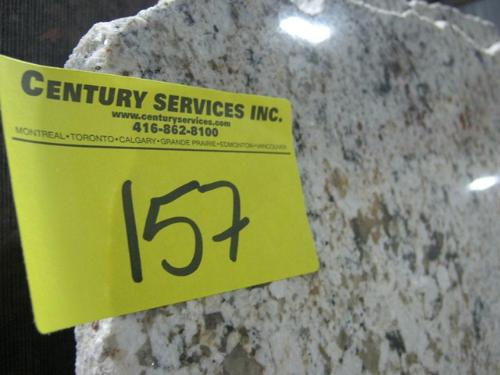 CENTURY SERVICES INC.
www.centuryservices.com
416-862-8100
MONTREAL•TORONTO•CALGARY•GRANDE PRAIRIE•EDMONTON•VANCOUVER
157